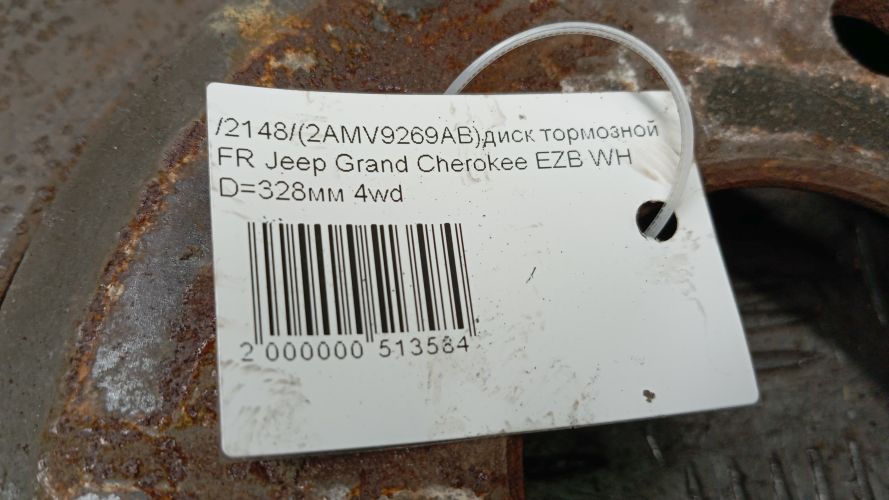 /2148/(2AMV9269AB)диск тормозной
FR Jeep Grand Cherokee EZB WH
D=328мм 4wd
2 000000 513584